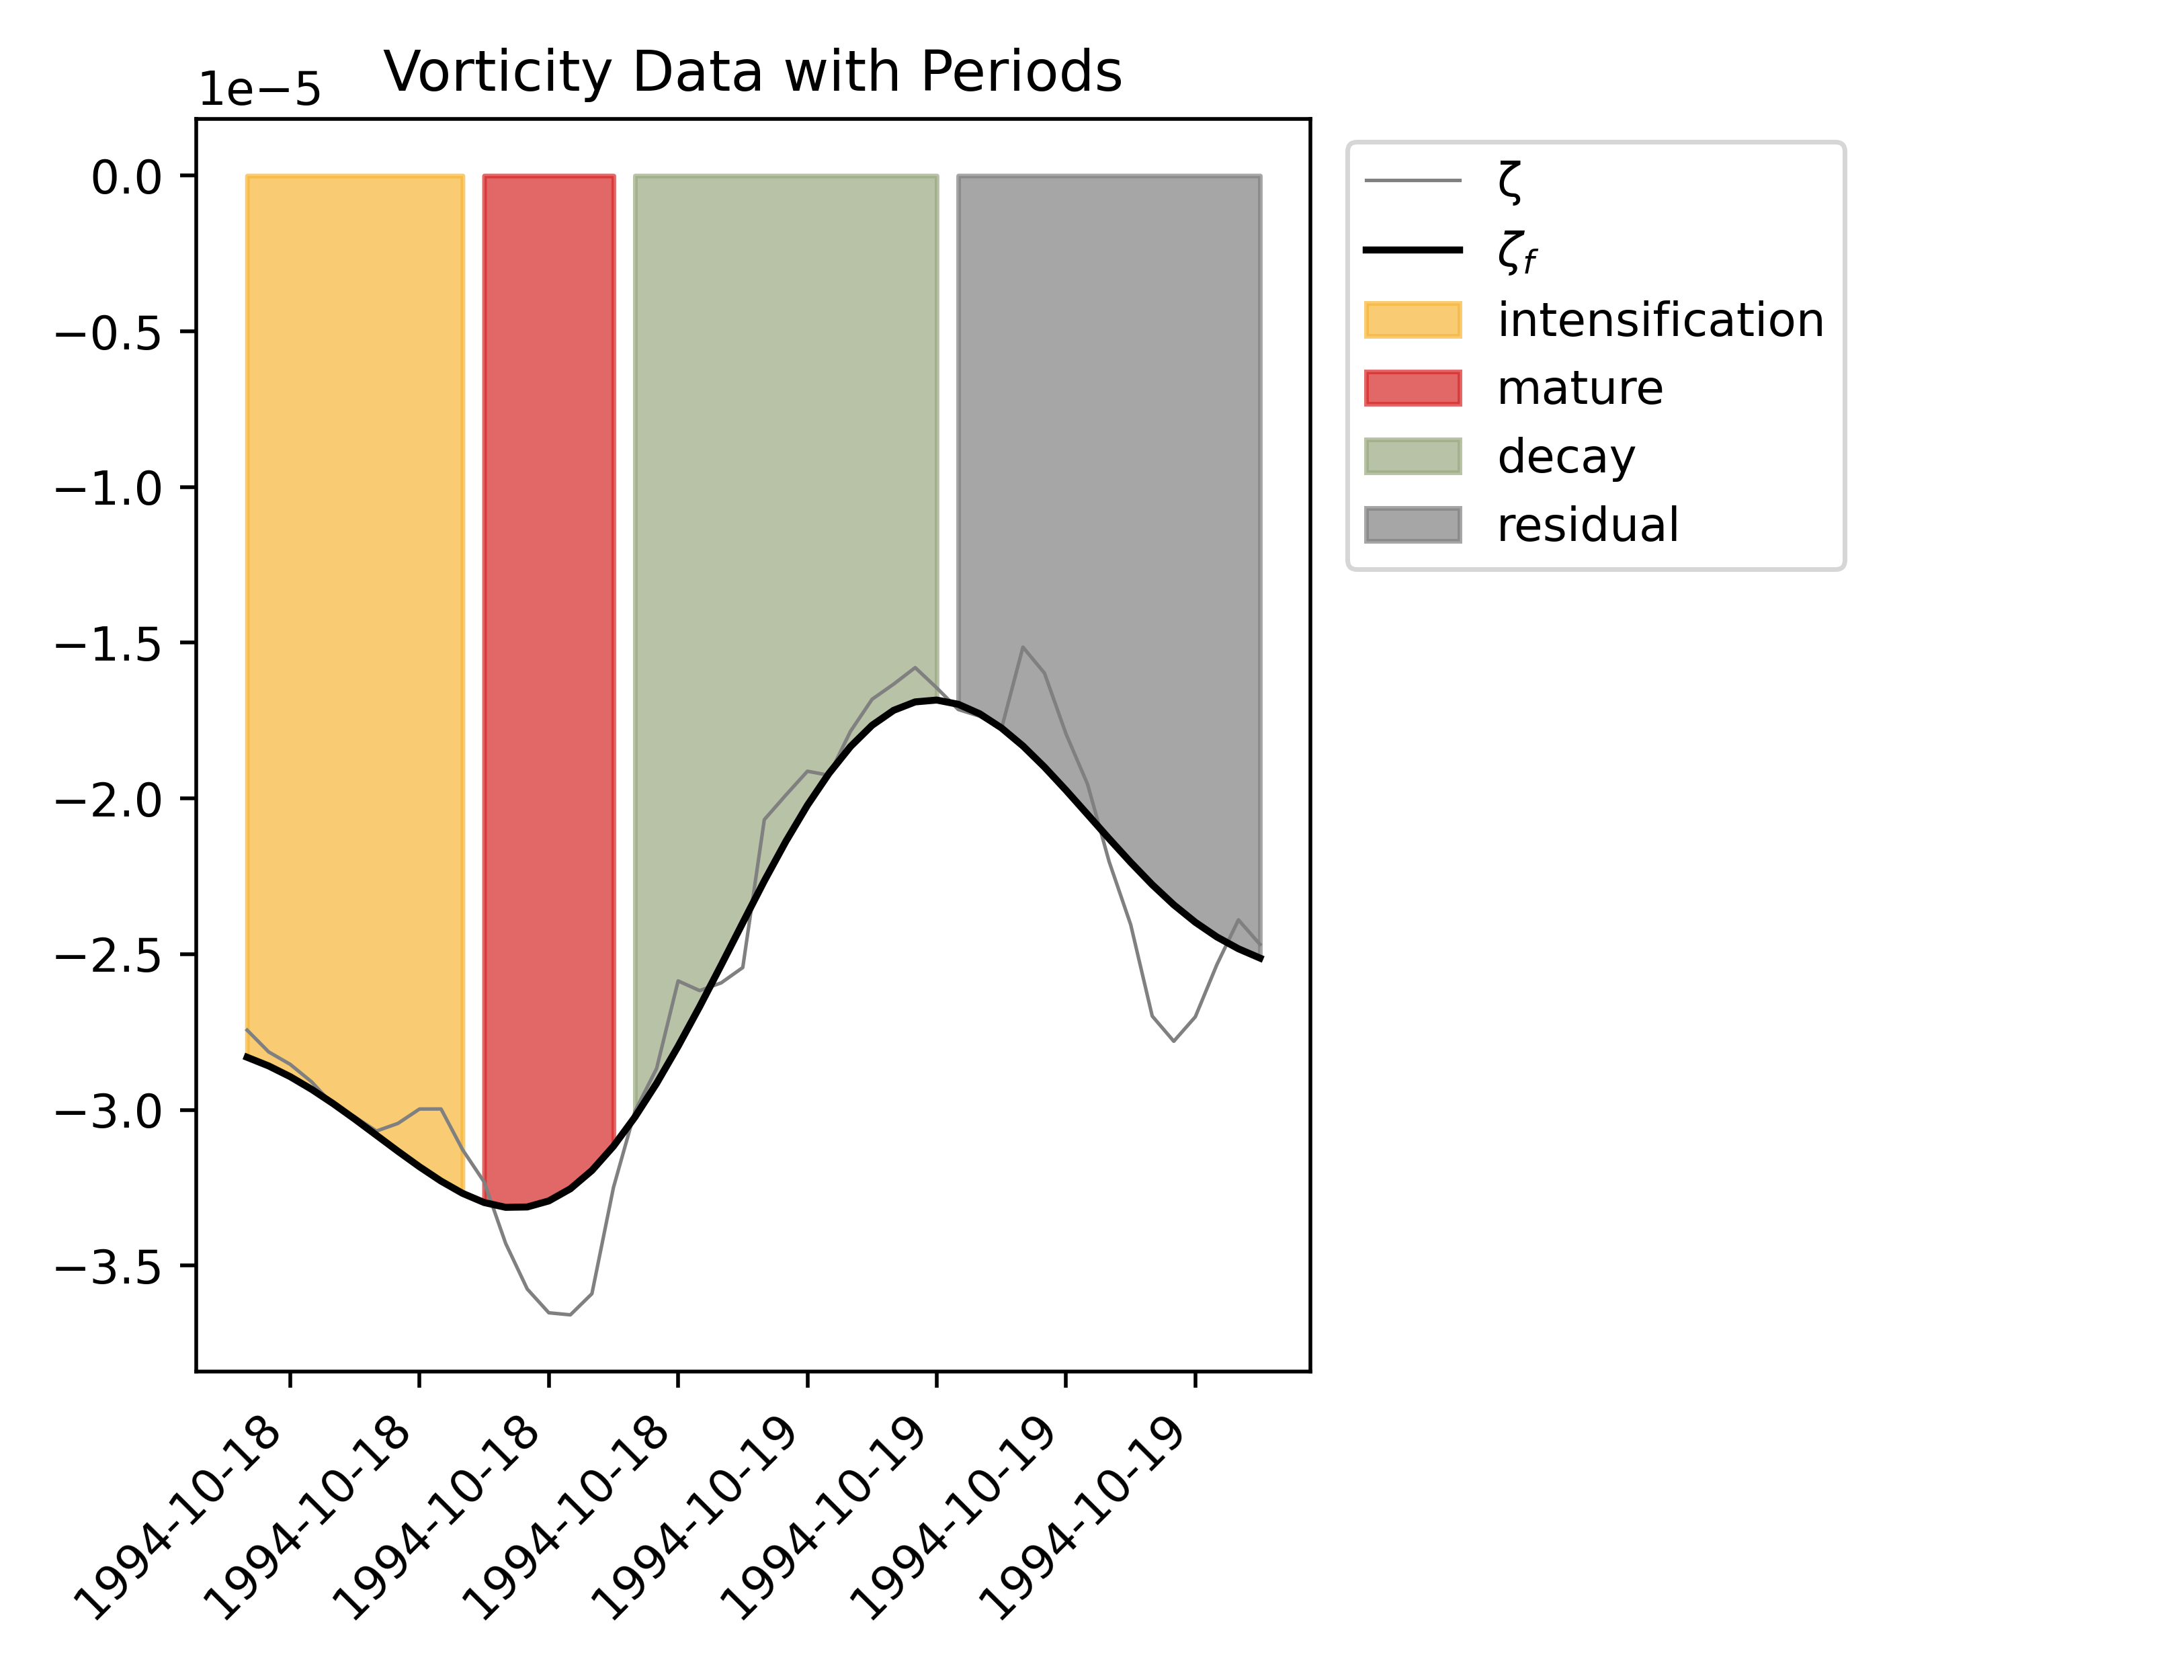 Vorticity Data with Periods
1e−5
0.0
−0.5
−1.0
−1.5
−2.0
−2.5
−3.0
−3.5
1994-10-18
1994-10-18
1994-10-18
1994-10-18
1994-10-19
1994-10-19
1994-10-19
1994-10-19
ζ
ζf
intensification
mature
decay
residual